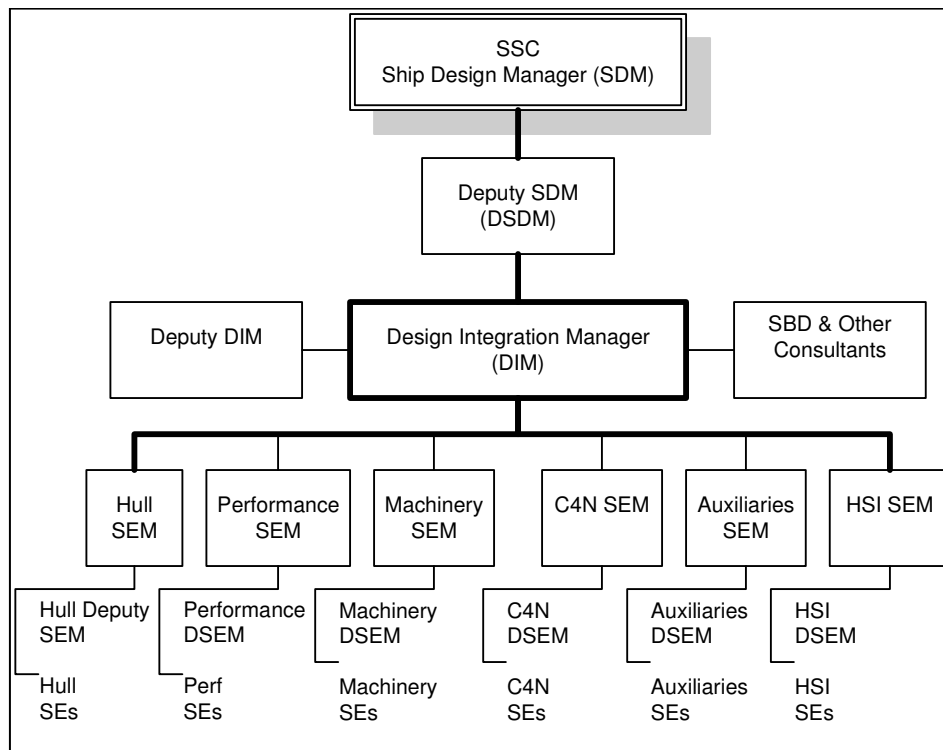 SSC
Ship Design Manager (SDM)
Deputy SDM
(DSDM)
Deputy DIM
Design Integration Manager
(DIM)
SBD & Other
Consultants
Hull
SEM
Performance
SEM
Machinery
SEM
C4N SEM
Auxiliaries
SEM
HSI SEM
Hull Deputy
SEM
Performance
DSEM
Machinery
DSEM
C4N
DSEM
Auxiliaries
DSEM
HSI
DSEM
Hull
SEs
Perf
SEs
Machinery
SEs
C4N
SEs
Auxiliaries
SEs
HSI
SEs